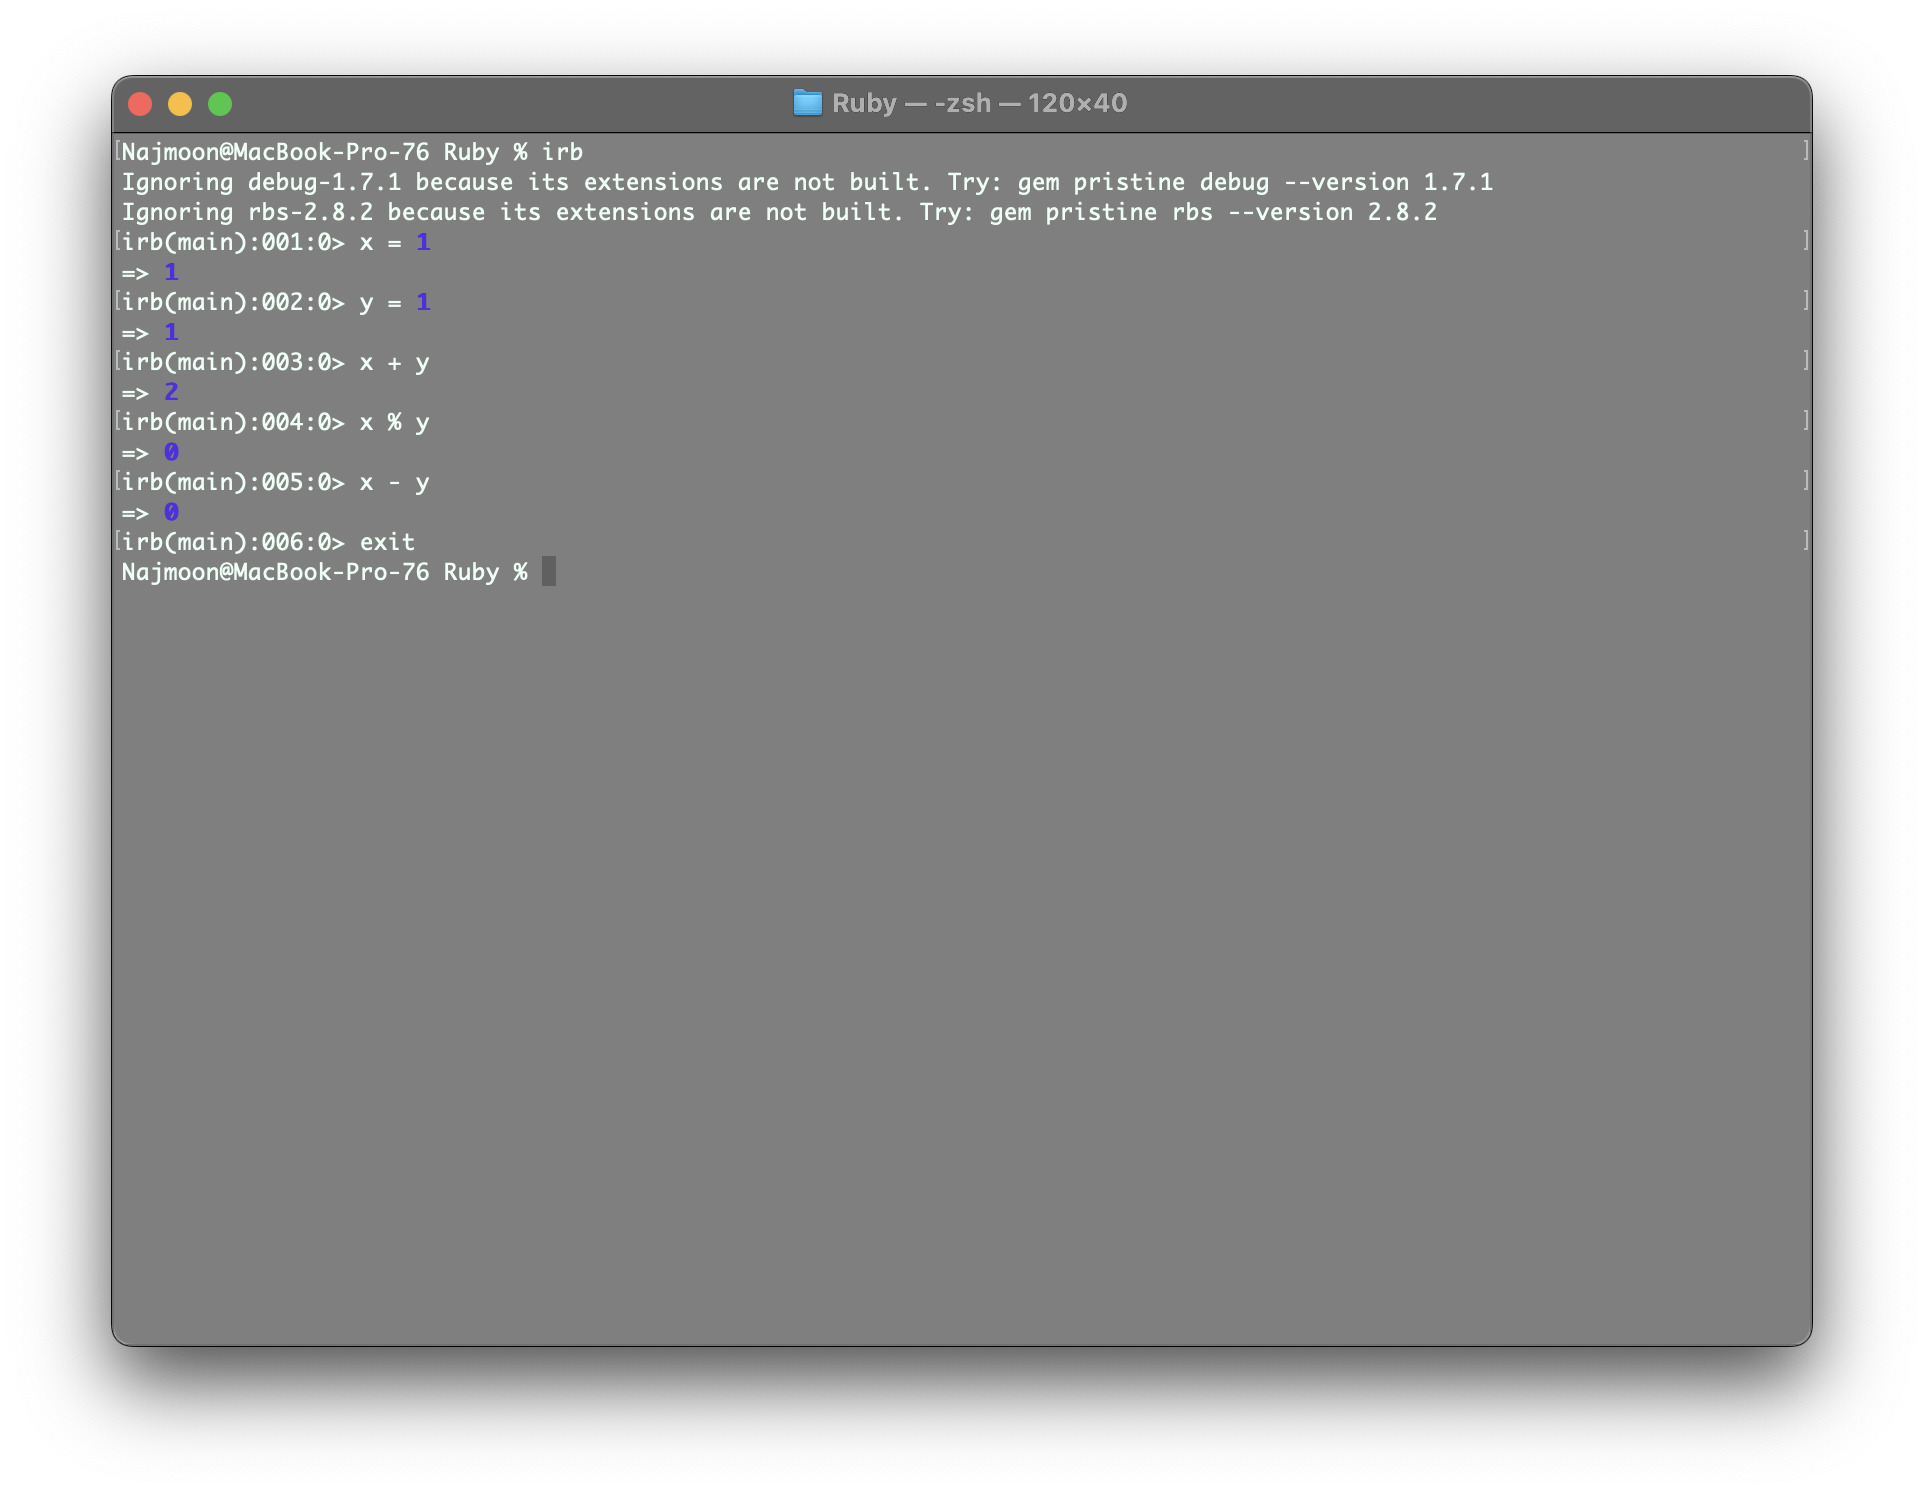 Ruby — -zsh — 120×40
Najmoon@MacBook-Pro-76 Ruby % irb
Ignoring debug-1.7.1 because its extensions are not built. Try: gem pristine debug --version 1.7.1
Ignoring rbs-2.8.2 because its extensions are not built. Try: gem pristine rbs --version 2.8.2
irb(main):001:0> x = 1
=> 1
irb(main):002:0> y = 1
=> 1
irb(main):003:0> x + y
=> 2
irb(main):004:0> x % y
=> 0
irb(main):005:0> x - y
=> 0
irb(main):006:0> exit
Najmoon@MacBook-Pro-76 Ruby %